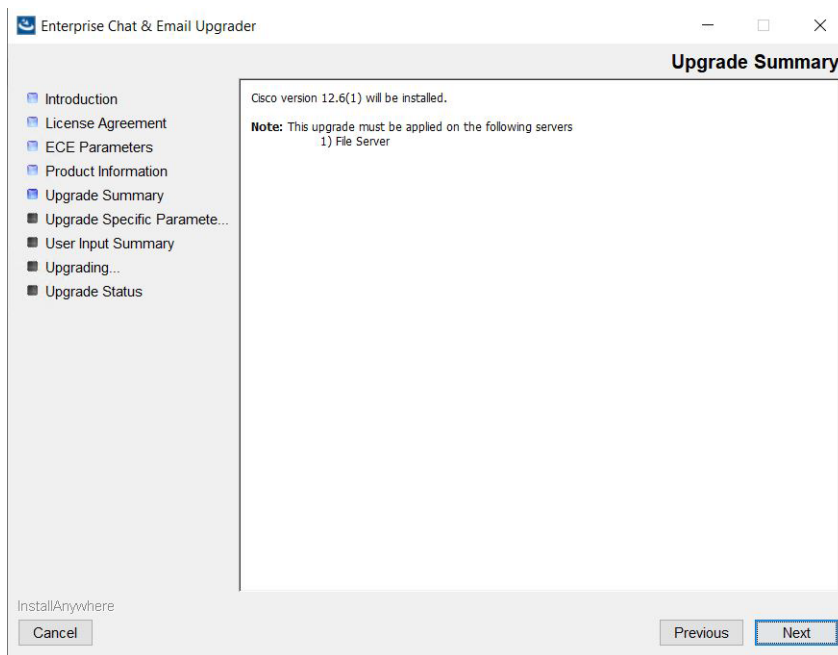 Enterprise Chat & Email Upgrader
Upgrade Summary
Introduction
License Agreement
ECE Parameters
Product Information
Upgrade Summary
Upgrade Specific Paramete...
User Input Summary
Upgrading...
Upgrade Status
Cisco version 12.6(1) will be installed.
Note: This upgrade must be applied on the following servers
1) File Server
InstallAnywhere
Cancel
Previous
Next